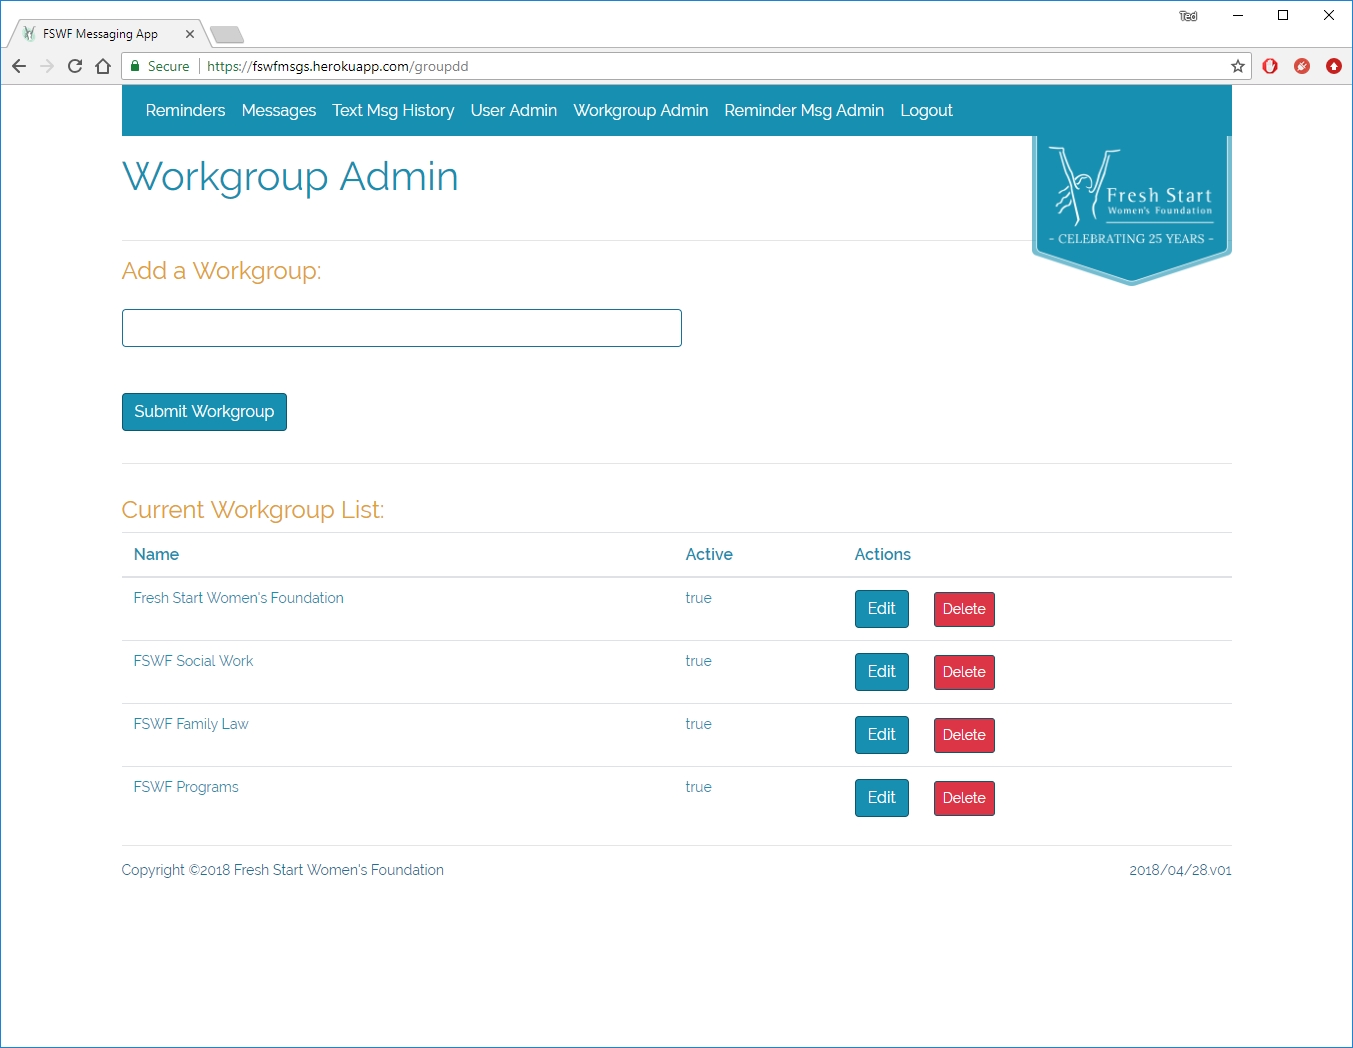 Ted
FSWF Messaging App
Secure https://fswfmsgs.herokuapp.com/groupdd
Reminders Messages Text Msg History User Admin Workgroup Admin Reminder Msg Admin Logout
Workgroup Admin
Fresh Start
Women's Foundation
- CELEBRATING 25 YEARS -
Add a Workgroup:
Submit Workgroup
Current Workgroup List:
Name Active Actions
Fresh Start Women's Foundation true Edit Delete
FSWF Social Work true Edit Delete
FSWF Family Law true Edit Delete
FSWF Programs true Edit Delete
Copyright ©2018 Fresh Start Women's Foundation 2018/04/28.v01